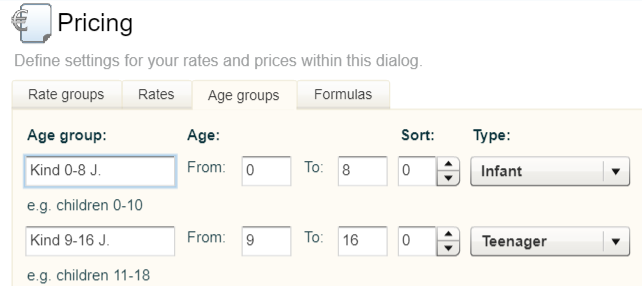 Pricing
Define settings for your rates and prices within this dialog.
Rate groups Rates Age groups Formulas
Age group: Age: Sort: Type:
Kind 0-8 J. From: 0 To: 8 0 Infant
e.g. children 0-10
Kind 9-16 J. From: 9 To: 16 0 Teenager
e.g. children 11-18